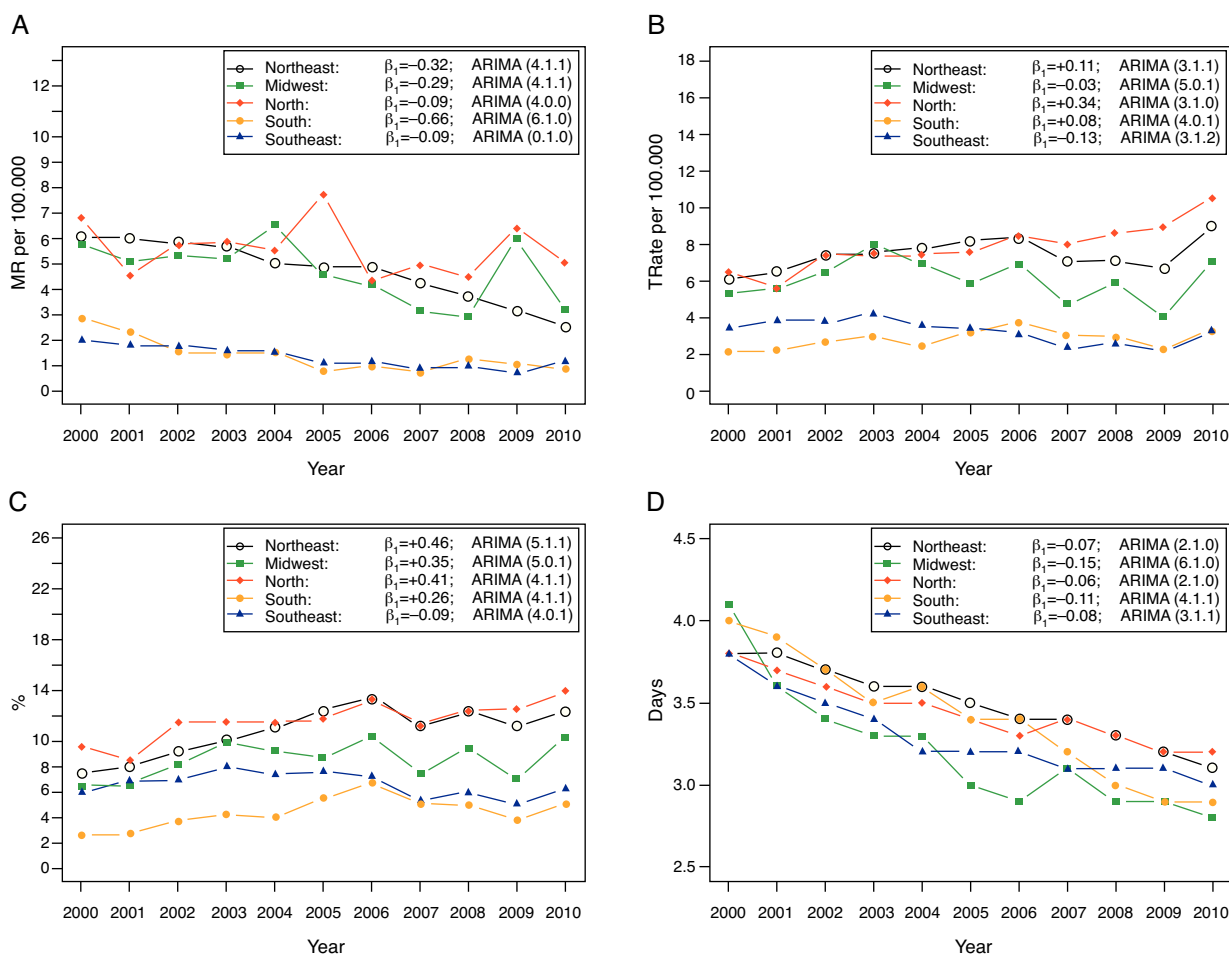 A
Northeast: β1=–0.32; ARIMA (4.1.1)
Midwest: β1=–0.29; ARIMA (4.1.1)
North: β1=–0.09; ARIMA (4.0.0)
South: β1=–0.66; ARIMA (6.1.0)
Southeast: β1=–0.09; ARIMA (0.1.0)
MR per 100.000
13
11
9
8
7
6
5
4
3
2
1
0
2000 2001 2002 2003 2004 2005 2006 2007 2008 2009 2010
Year
B
Northeast: β1=+0.11; ARIMA (3.1.1)
Midwest: β1=–0.03; ARIMA (5.0.1)
North: β1=+0.34; ARIMA (3.1.0)
South: β1=+0.08; ARIMA (4.0.1)
Southeast: β1=–0.13; ARIMA (3.1.2)
TRate per 100.000
18
16
14
12
10
8
6
4
2
0
2000 2001 2002 2003 2004 2005 2006 2007 2008 2009 2010
Year
C
Northeast: β1=+0.46; ARIMA (5.1.1)
Midwest: β1=+0.35; ARIMA (5.0.1)
North: β1=+0.41; ARIMA (4.1.1)
South: β1=+0.26; ARIMA (4.1.1)
Southeast: β1=–0.09; ARIMA (4.0.1)
%
26
22
18
14
10
8
6
4
2
0
2000 2001 2002 2003 2004 2005 2006 2007 2008 2009 2010
Year
D
Northeast: β1=–0.07; ARIMA (2.1.0)
Midwest: β1=–0.15; ARIMA (6.1.0)
North: β1=–0.06; ARIMA (2.1.0)
South: β1=–0.11; ARIMA (4.1.1)
Southeast: β1=–0.08; ARIMA (3.1.1)
Days
4.5
4.0
3.5
3.0
2.5
2000 2001 2002 2003 2004 2005 2006 2007 2008 2009 2010
Year